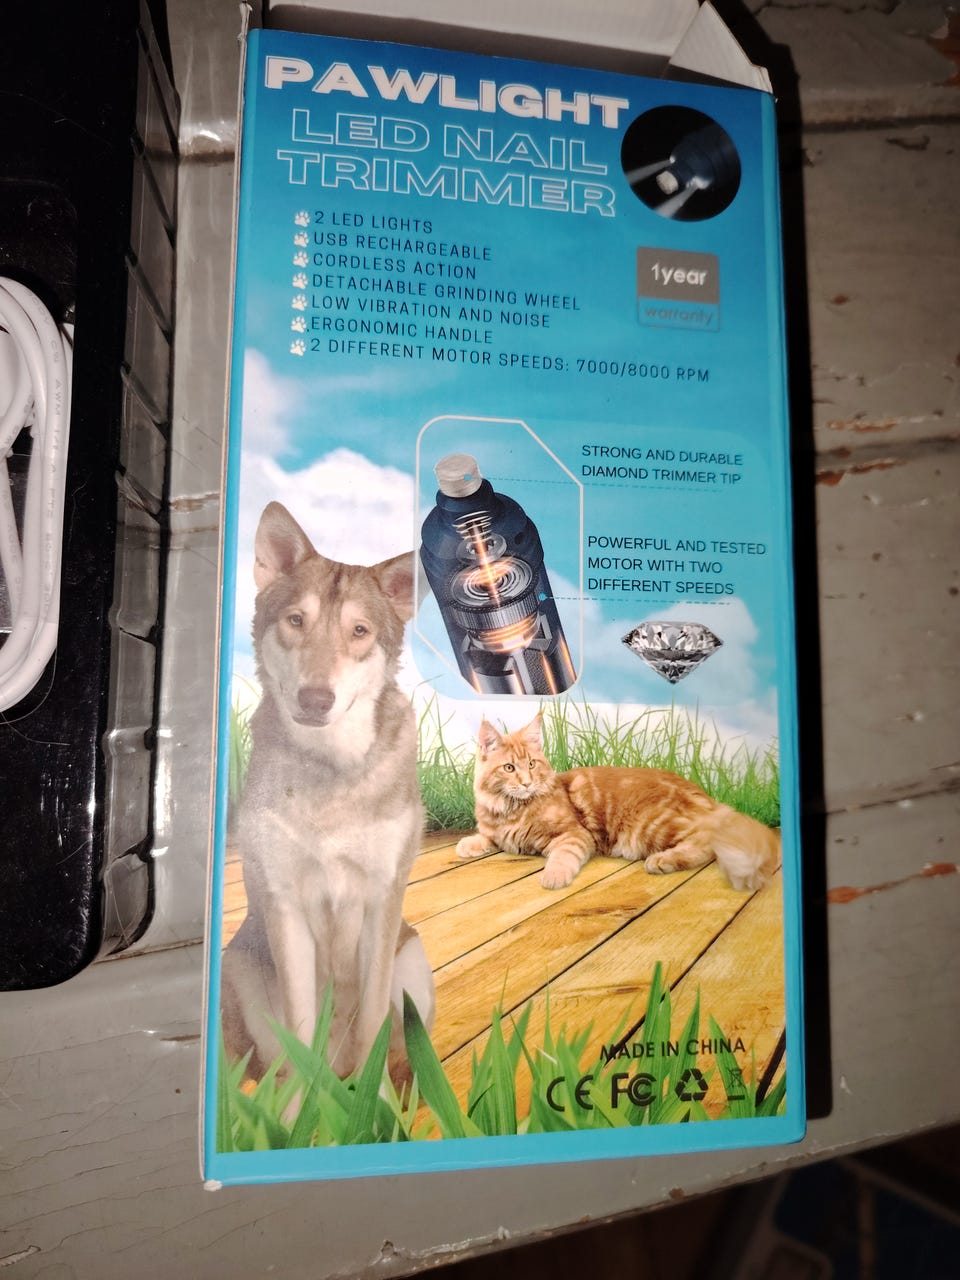 PAWLIGHT
LED NAIL
TRIMMER
2 LED LIGHTS
USB RECHARGEABLE
CORDLESS ACTION
DETACHABLE GRINDING WHEEL
LOW VIBRATION AND NOISE
ERGONOMIC HANDLE
2 DIFFERENT MOTOR SPEEDS: 7000/8000 RPM
1year
warranty
STRONG AND DURABLE
DIAMOND TRIMMER TIP
POWERFUL AND TESTED
MOTOR WITH TWO
DIFFERENT SPEEDS
MADE IN CHINA
CE FC
AWM